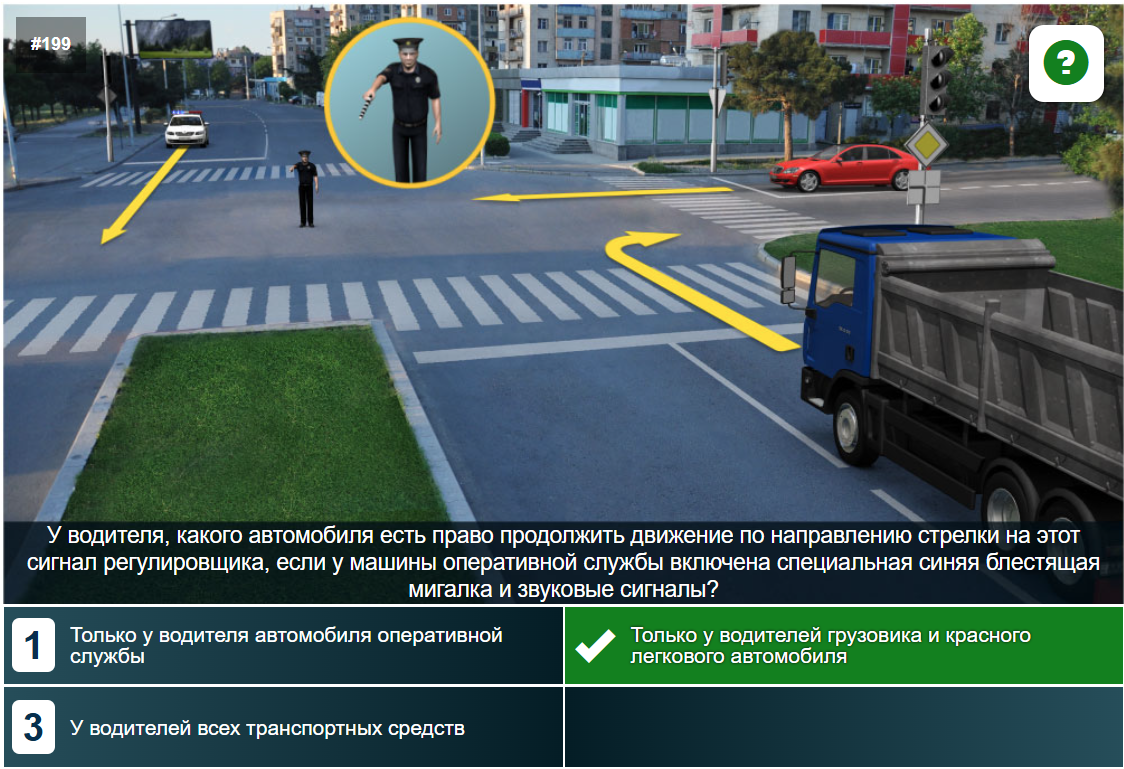 #199
?
У водителя, какого автомобиля есть право продолжить движение по направлению стрелки на этот
сигнал регулировщика, если у машины оперативной службы включена специальная синяя блестящая
мигалка и звуковые сигналы?
1
Только у водителя автомобиля оперативной
службы
Только у водителей грузовика и красного
легкового автомобиля
3
У водителей всех транспортных средств